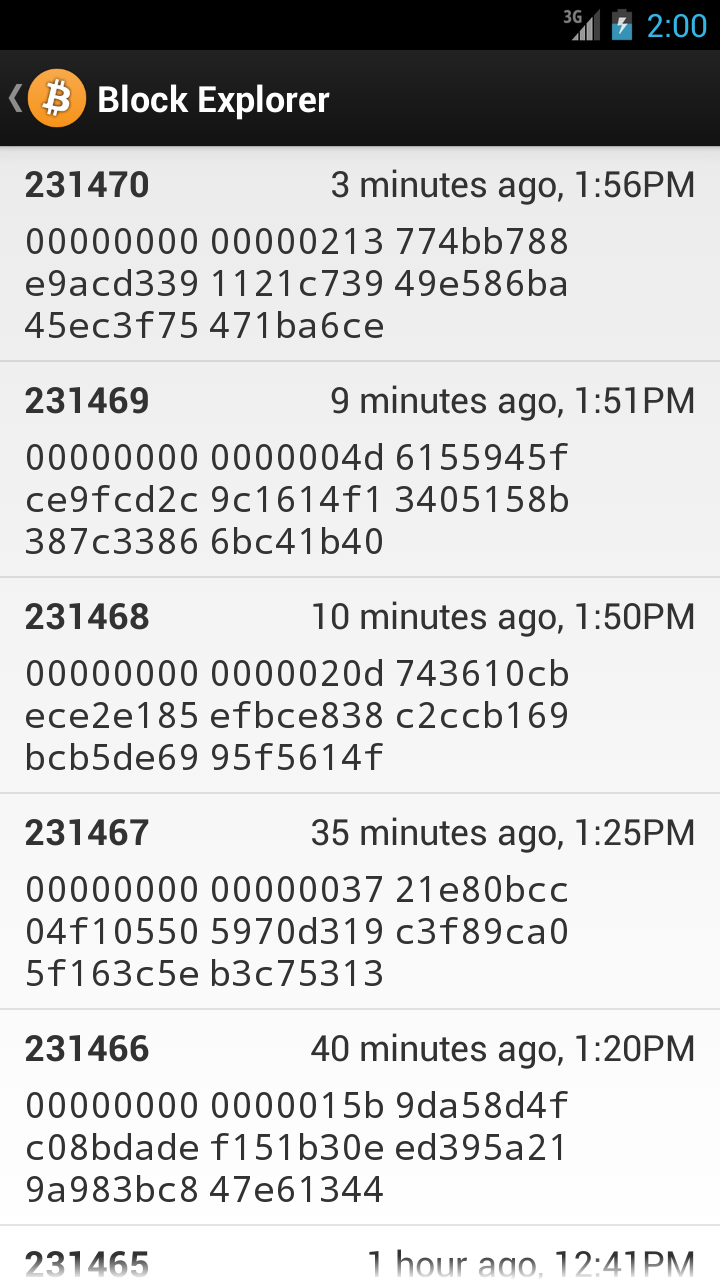 3G 2:00
Block Explorer
231470 3 minutes ago, 1:56PM
00000000 00000213 774bb788
e9acd339 1121c739 49e586ba
45ec3f75 471ba6ce
231469 9 minutes ago, 1:51PM
00000000 0000004d 6155945f
ce9fcd2c 9c1614f1 3405158b
387c3386 6bc41b40
231468 10 minutes ago, 1:50PM
00000000 0000020d 743610cb
ece2e185 efbce838 c2ccb169
bcb5de69 95f5614f
231467 35 minutes ago, 1:25PM
00000000 00000037 21e80bcc
04f10550 5970d319 c3f89ca0
5f163c5e b3c75313
231466 40 minutes ago, 1:20PM
00000000 0000015b 9da58d4f
c08bdade f151b30e ed395a21
9a983bc8 47e61344
231465 1 hour ago, 12:41PM